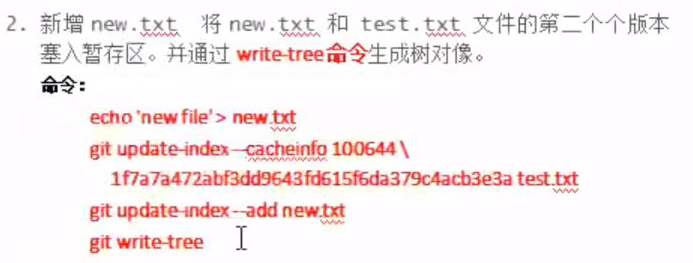 2. 新增 new.txt 将 new.txt 和 test.txt 文件的第二个个版本
塞入暂存区。并通过 write-tree命令生成树对像。
命令：
echo 'new file' > new.txt
git update-index --cacheinfo 100644 \
1f7a7a472abf3dd9643fd615f6da379c4acb3e3a test.txt
git update-index --add new.txt
git write-tree